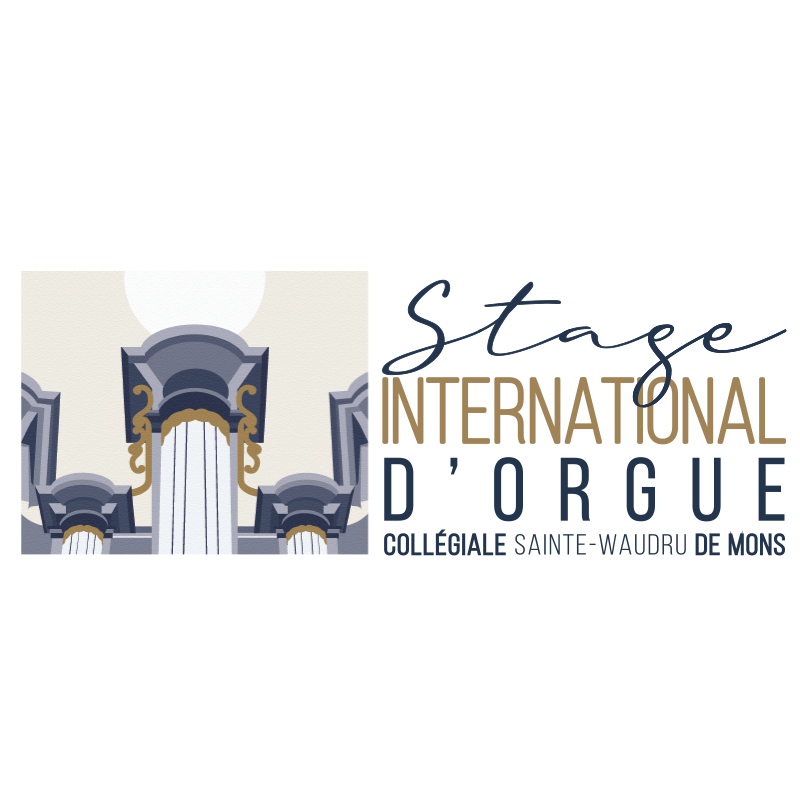 Stage
INTERNATIONAL
D'ORGUE
COLLÉGIALE SAINTE-WAUDRU DE MONS